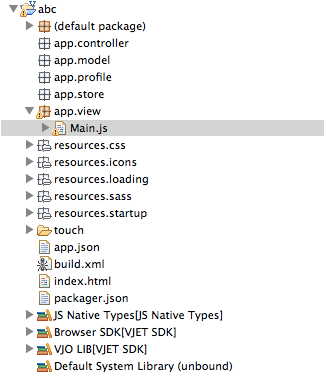 abc
(default package)
app.controller
app.model
app.profile
app.store
app.view
Main.js
resources.css
resources.icons
resources.loading
resources.sass
resources.startup
touch
app.json
build.xml
index.html
packager.json
JS Native Types[JS Native Types]
Browser SDK[VJET SDK]
VJO LIB[VJET SDK]
Default System Library (unbound)